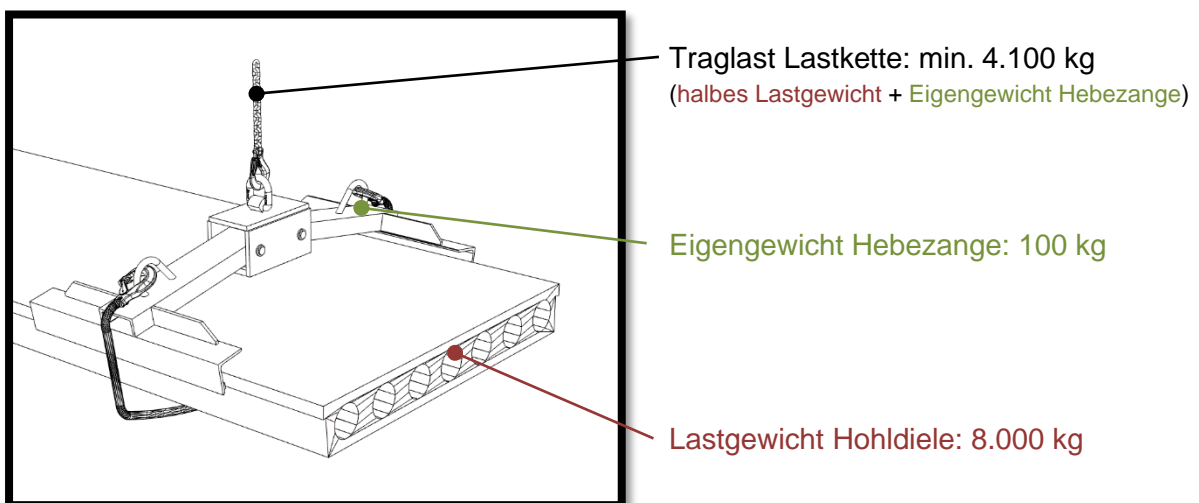 Traglast Lastkette: min. 4.100 kg
(halbes Lastgewicht + Eigengewicht Hebezange)
Eigengewicht Hebezange: 100 kg
Lastgewicht Hohldiele: 8.000 kg